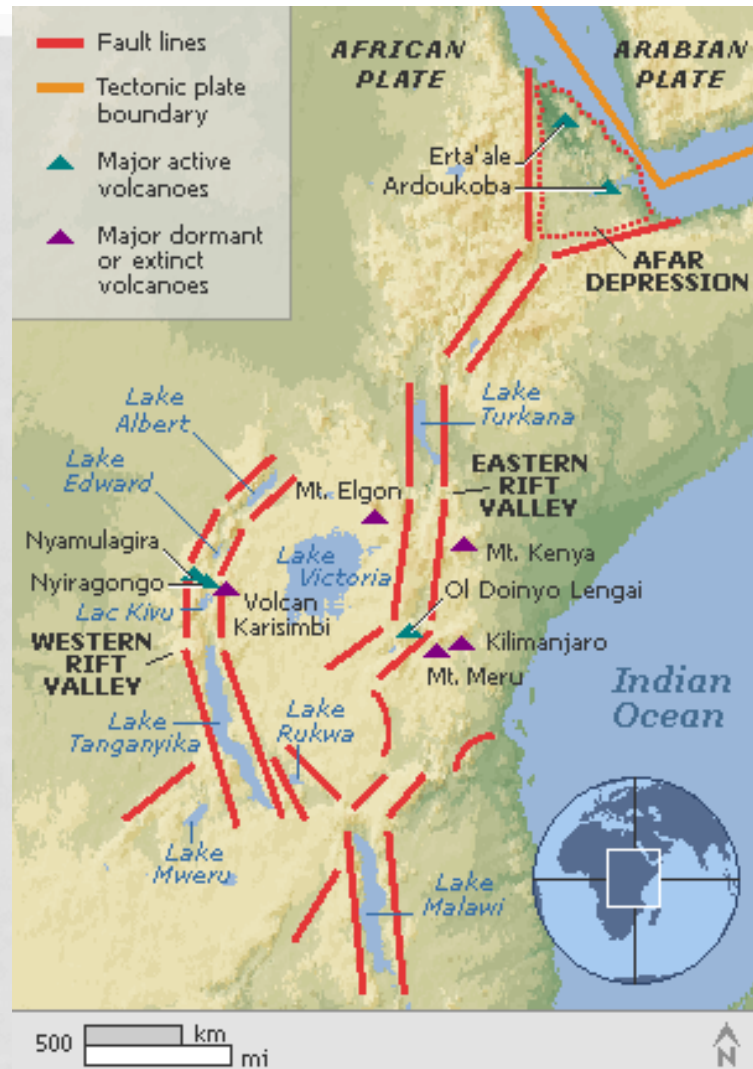 Fault lines
Tectonic plate
boundary
Major active
volcanoes
Major dormant
or extinct
volcanoes
AFRICAN
PLATE
ARABIAN
PLATE
Erta'ale
Ardoukoba
AFAR
DEPRESSION
Lake
Albert
Lake
Turkana
Lake
Edward
EASTERN
RIFT
VALLEY
Mt. Elgon
Nyamulagira
Lake
Victoria
Mt. Kenya
Nyiragongo
Ol Doinyo Lengai
Lac Kivu
Volcan
Karisimbi
WESTERN
RIFT
VALLEY
Kilimanjaro
Mt. Meru
Indian
Ocean
Lake
Tanganyika
Lake
Rukwa
Lake
Mweru
Lake
Malawi
500 km
mi
N